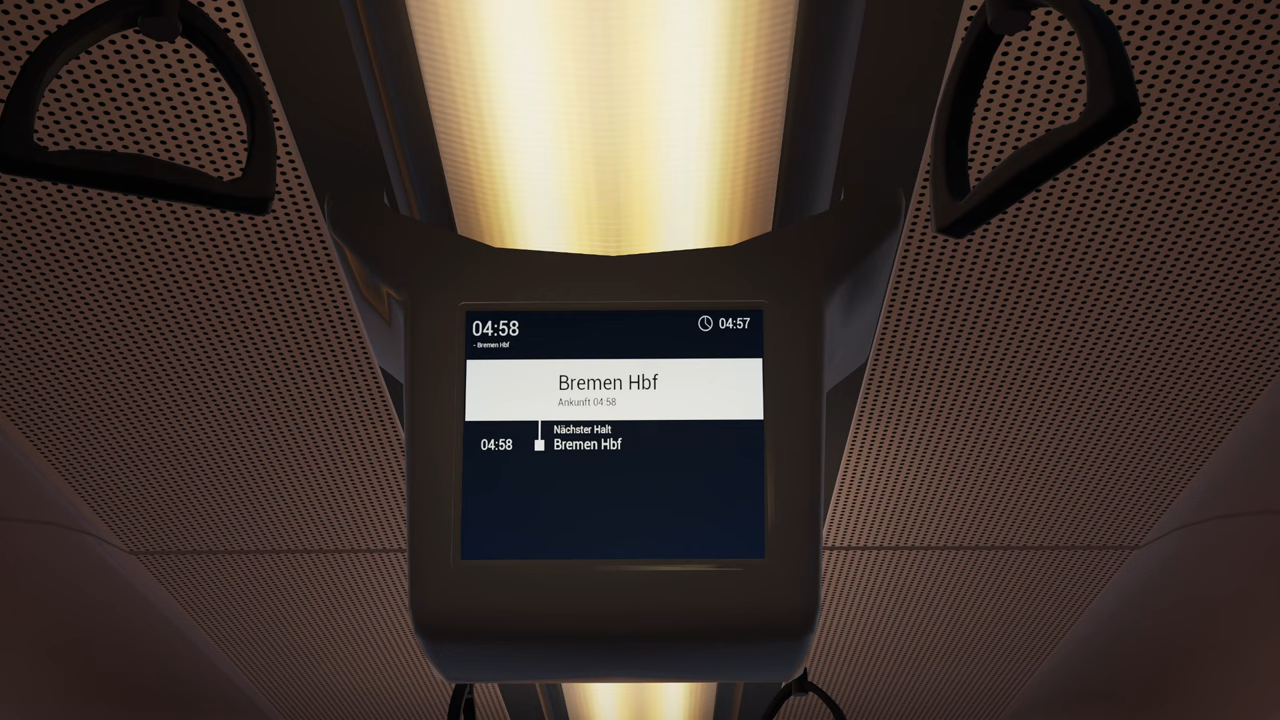 04:58
04:57
- Bremen Hbf
Bremen Hbf
Ankunft 04:58
Nächster Halt
04:58 Bremen Hbf